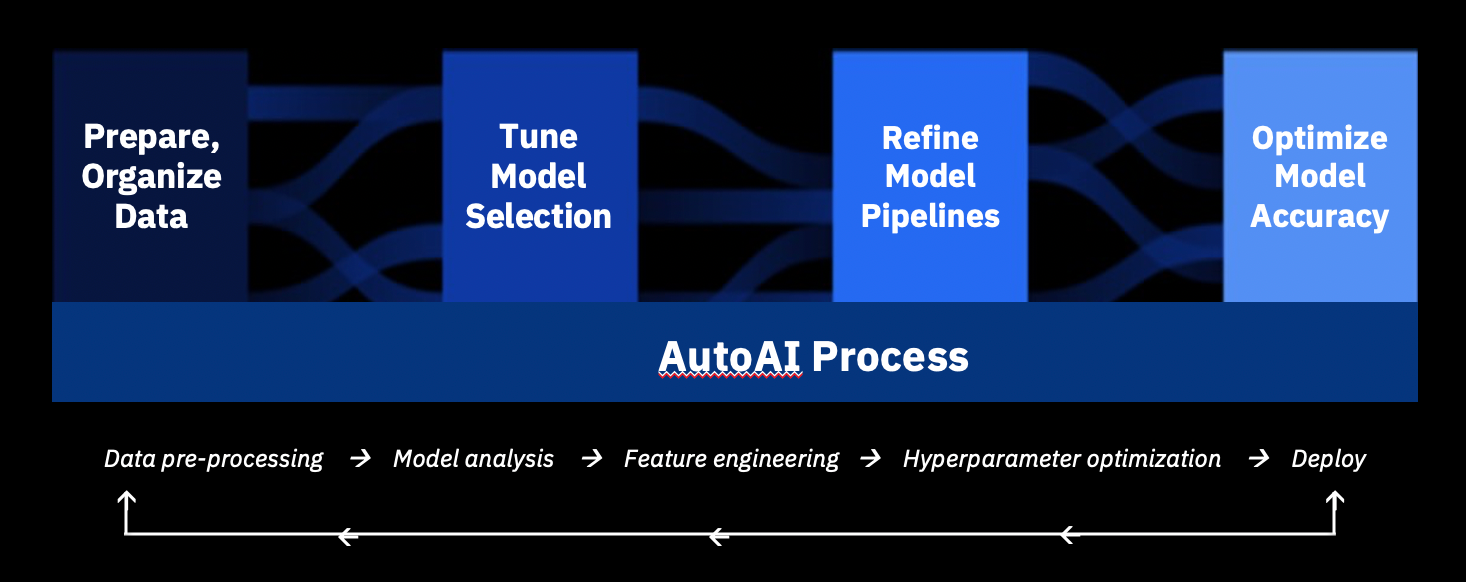 Prepare,
Organize
Data
Tune
Model
Selection
Refine
Model
Pipelines
Optimize
Model
Accuracy
AutoAI Process
Data pre-processing → Model analysis → Feature engineering → Hyperparameter optimization → Deploy